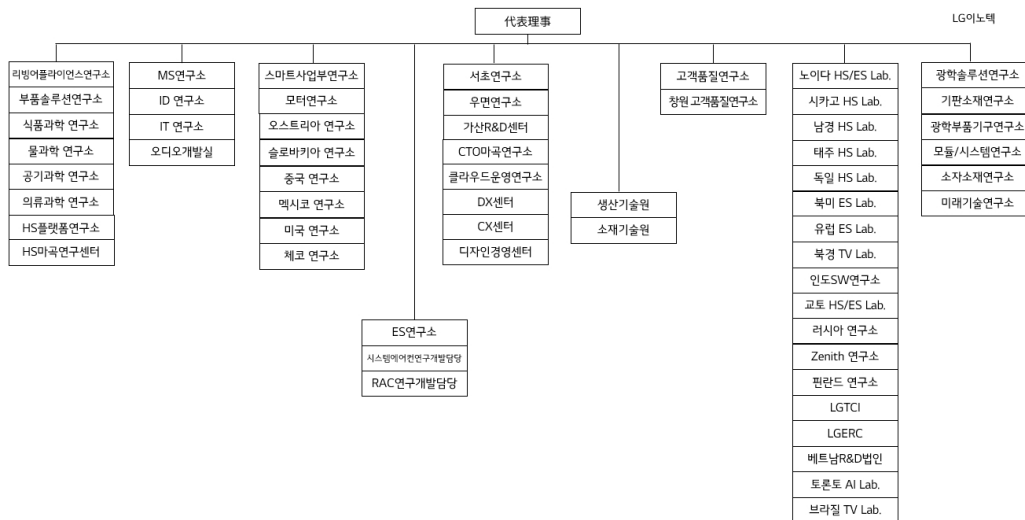 代表理事
LG이노텍
리빙어플라이언스연구소
부품솔루션연구소
식품과학 연구소
물과학 연구소
공기과학 연구소
의류과학 연구소
HS플랫폼연구소
HS마곡연구센터
MS연구소
ID 연구소
IT 연구소
오디오개발실
스마트사업부연구소
모터연구소
오스트리아 연구소
슬로바키아 연구소
중국 연구소
멕시코 연구소
미국 연구소
체코 연구소
ES연구소
시스템에어컨연구개발담당
RAC연구개발담당
서초연구소
우면연구소
가산R&D센터
CTO마곡연구소
클라우드운영연구소
DX센터
CX센터
디자인경영센터
생산기술원
소재기술원
고객품질연구소
창원 고객품질연구소
노이다 HS/ES Lab.
시카고 HS Lab.
남경 HS Lab.
태주 HS Lab.
독일 HS Lab.
북미 ES Lab.
유럽 ES Lab.
북경 TV Lab.
인도SW연구소
교토 HS/ES Lab.
러시아 연구소
Zenith 연구소
핀란드 연구소
LGTCI
LGERC
베트남R&D법인
토론토 AI Lab.
브라질 TV Lab.
광학솔루션연구소
기판소재연구소
광학부품기구연구소
모듈/시스템연구소
소자소재연구소
미래기술연구소